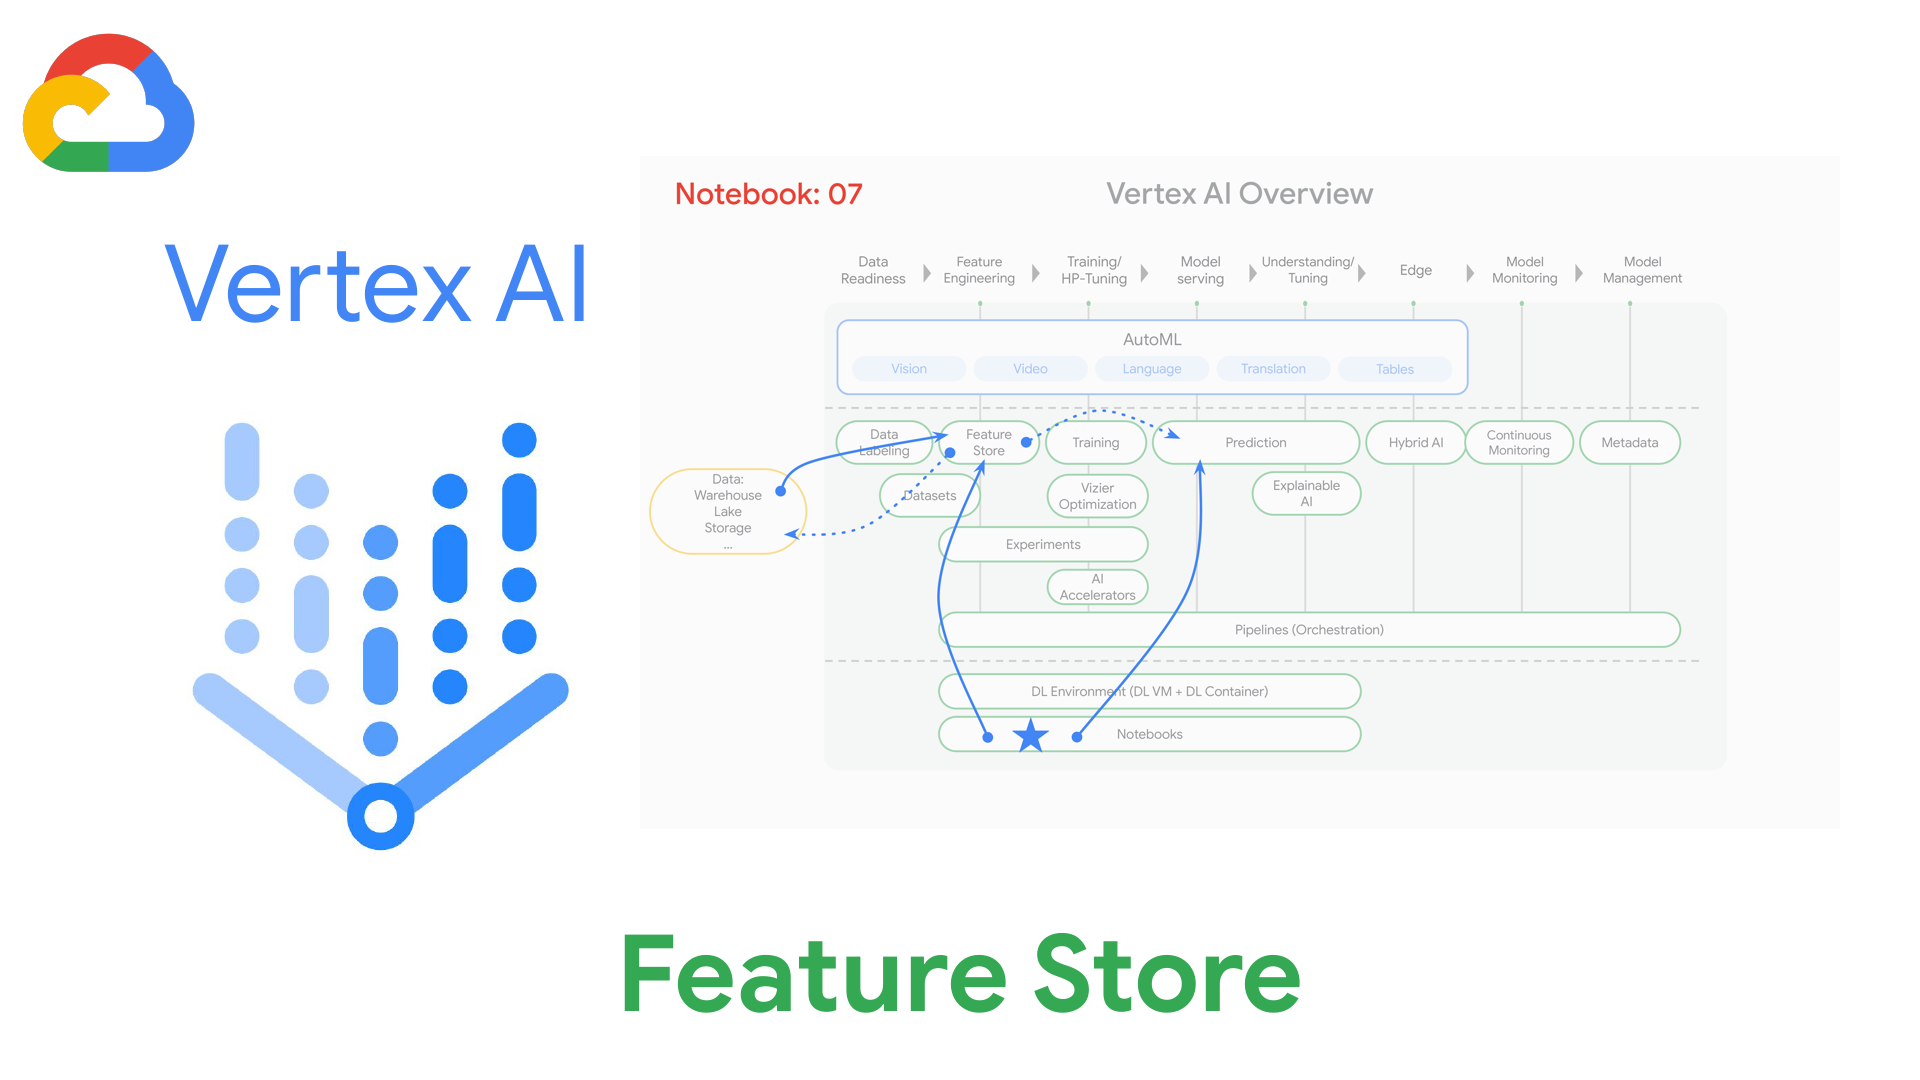 Vertex AI
Notebook: 07
Vertex AI Overview
Data
Readiness
Feature
Engineering
Training/
HP-Tuning
Model
serving
Understanding/
Tuning
Edge
Model
Monitoring
Model
Management
AutoML
Vision
Video
Language
Translation
Tables
Data
Labeling
Feature
Store
Training
Prediction
Hybrid AI
Continuous
Monitoring
Metadata
Data:
Warehouse
Lake
Storage
...
Datasets
Vizier
Optimization
Explainable
AI
Experiments
AI
Accelerators
Pipelines (Orchestration)
DL Environment (DL VM + DL Container)
Notebooks
Feature Store